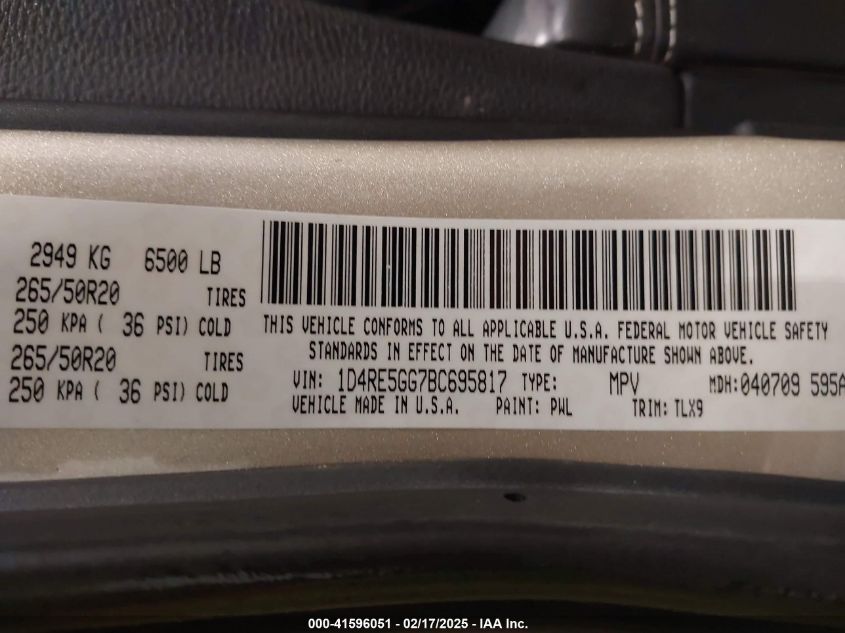 2949 KG 6500 LB
265/50R20 TIRES
250 KPA ( 36 PSI) COLD
265/50R20 TIRES
250 KPA ( 36 PSI) COLD
THIS VEHICLE CONFORMS TO ALL APPLICABLE U.S.A. FEDERAL MOTOR VEHICLE SAFETY
STANDARDS IN EFFECT ON THE DATE OF MANUFACTURE SHOWN ABOVE.
VIN: 1D4RE5GG7BC695817 TYPE: MPV MDH:040709 595A
VEHICLE MADE IN U.S.A. PAINT: PWL TRIM: TLX9
000-41596051 - 02/17/2025 - IAA Inc.